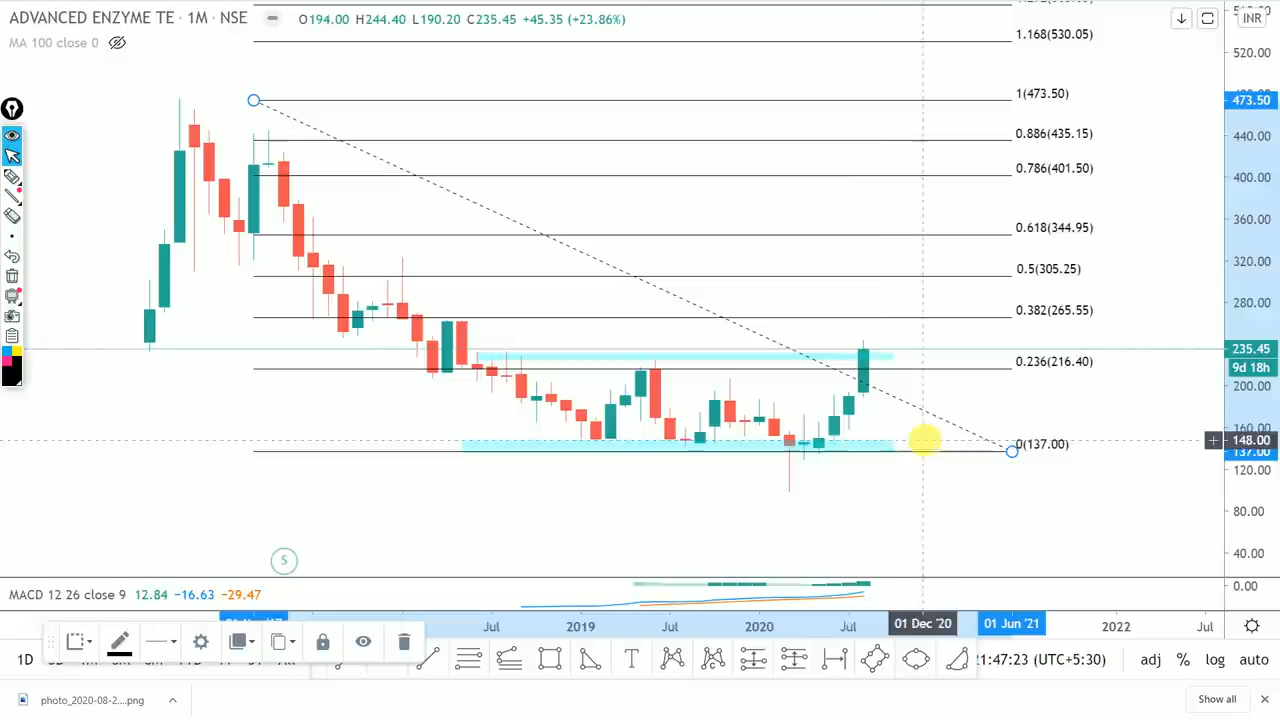 ADVANCED ENZYME TE · 1M · NSE O194.00 H244.40 L190.20 C235.45 +45.35 (+23.86%) INR
MA 100 close 0
1.168(530.05)
520.00
1(473.50)
473.50
0.886(435.15)
440.00
0.786(401.50)
400.00
360.00
0.618(344.95)
320.00
0.5(305.25)
280.00
0.382(265.55)
235.45
0.236(216.40)
9d 18h
200.00
160.00
0(137.00)
148.00
137.00
120.00
80.00
S
40.00
MACD 12 26 close 9 12.84 −16.63 −29.47
0.00
Jul 2019 Jul 2020 Jul 01 Dec '20 01 Jun '21 2022 Jul
1D
T
21:47:23 (UTC+5:30) adj % log auto
photo_2020-08-2....png
Show all